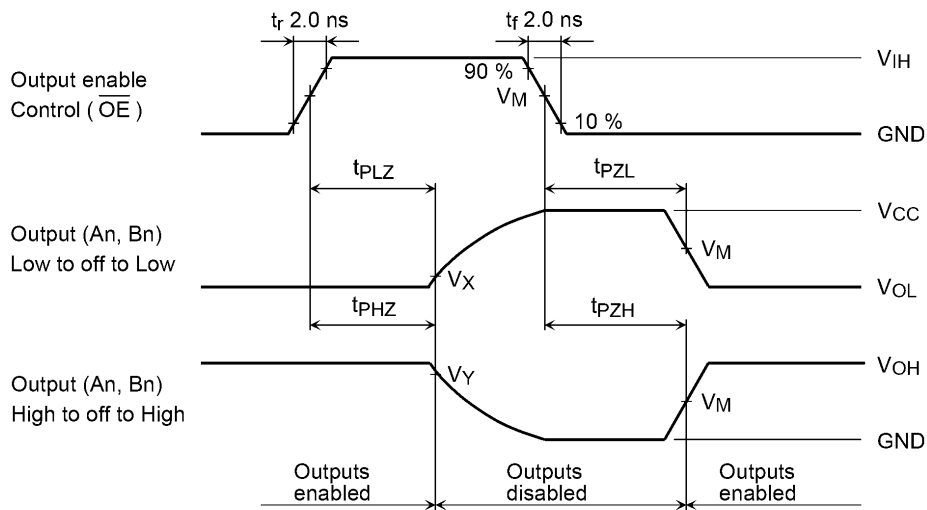 tr 2.0 ns
tf 2.0 ns
Output enable
Control ( OE )
90 %
VM
10 %
VIH
GND
tPLZ
tPZL
Output (An, Bn)
Low to off to Low
VX
VCC
VM
VOL
tPHZ
tPZH
Output (An, Bn)
High to off to High
VY
VOH
VM
GND
Outputs
enabled
Outputs
disabled
Outputs
enabled